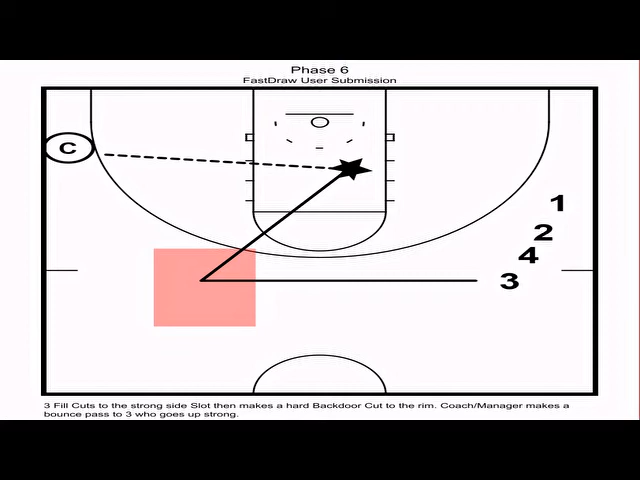 Phase 6
FastDraw User Submission
C
1
2
4
3
3 Fill Cuts to the strong side Slot then makes a hard Backdoor Cut to the rim. Coach/Manager makes a
bounce pass to 3 who goes up strong.